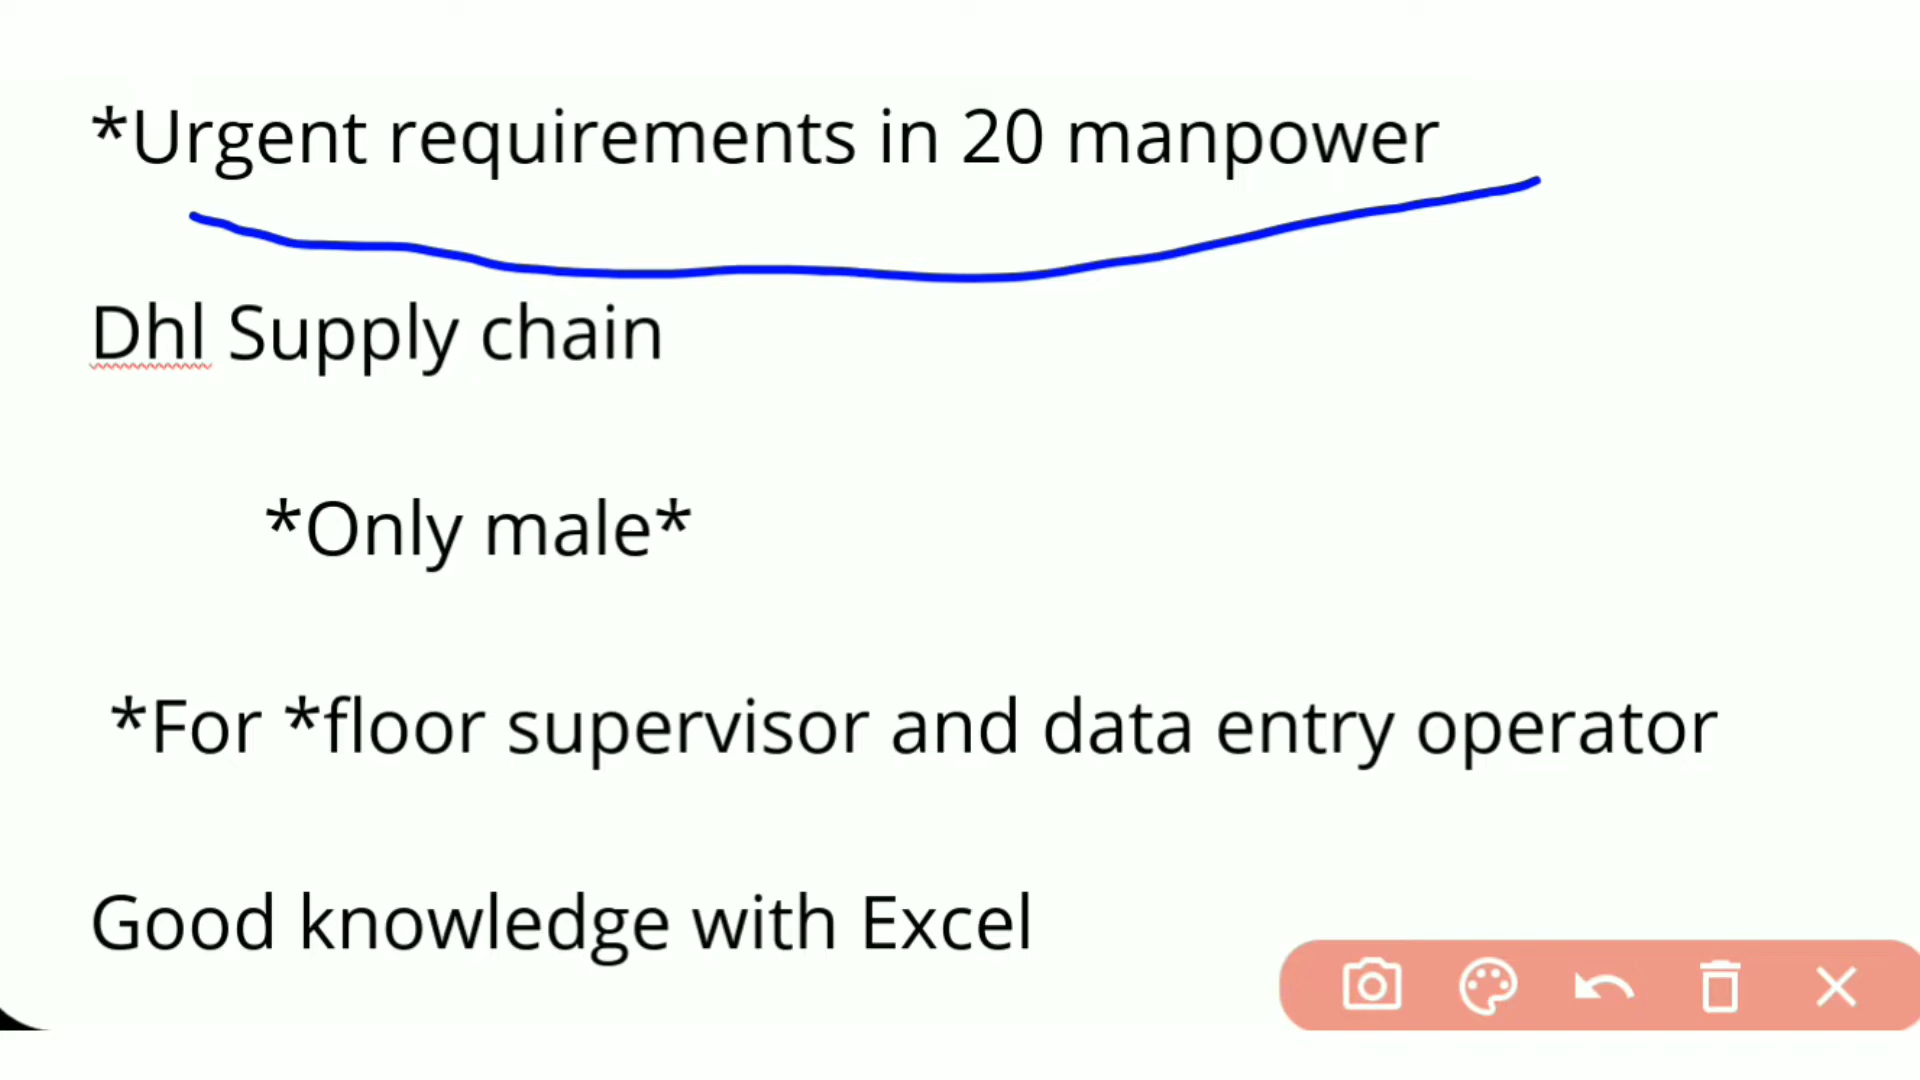 *Urgent requirements in 20 manpower
Dhl Supply chain
*Only male*
*For *floor supervisor and data entry operator
Good knowledge with Excel